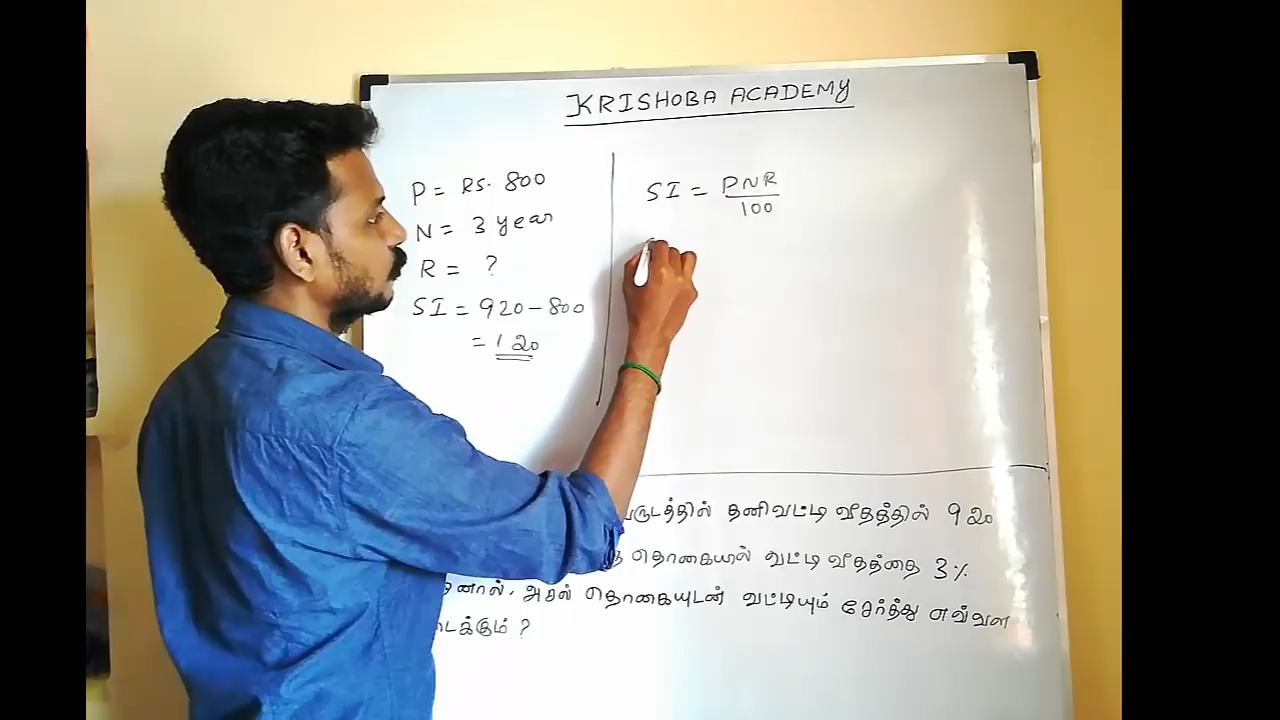 KRISHOBA ACADEMY
P = RS. 800
N = 3 year
R = ?
SI = 920 - 800
= 120
SI = PNR
100
வருடத்தில் தனிவட்டி வீதத்தில் 920
தொகையில் வட்டி வீதத்தை 3%
அசல் தொகையுடன் வட்டியும் சேர்த்து எவ்வள
?